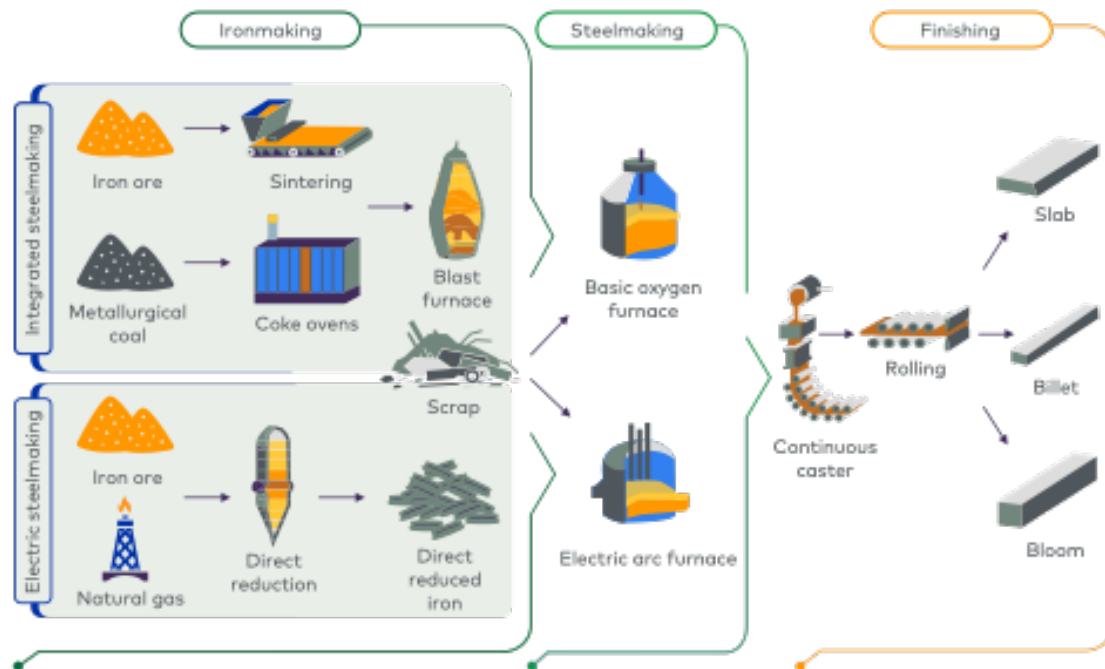 Ironmaking
Steelmaking
Finishing
Integrated steelmaking
Iron ore
Sintering
Metallurgical
coal
Coke ovens
Blast
furnace
Scrap
Electric steelmaking
Iron ore
Natural gas
Direct
reduction
Direct
reduced
iron
Basic oxygen
furnace
Electric arc furnace
Continuous
caster
Rolling
Slab
Billet
Bloom